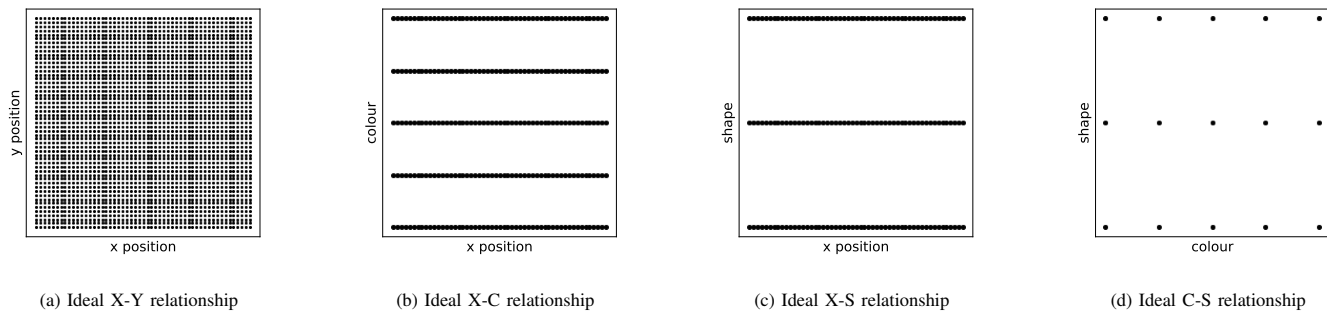 y position
x position
(a) Ideal X-Y relationship
colour
x position
(b) Ideal X-C relationship
shape
x position
(c) Ideal X-S relationship
shape
colour
(d) Ideal C-S relationship